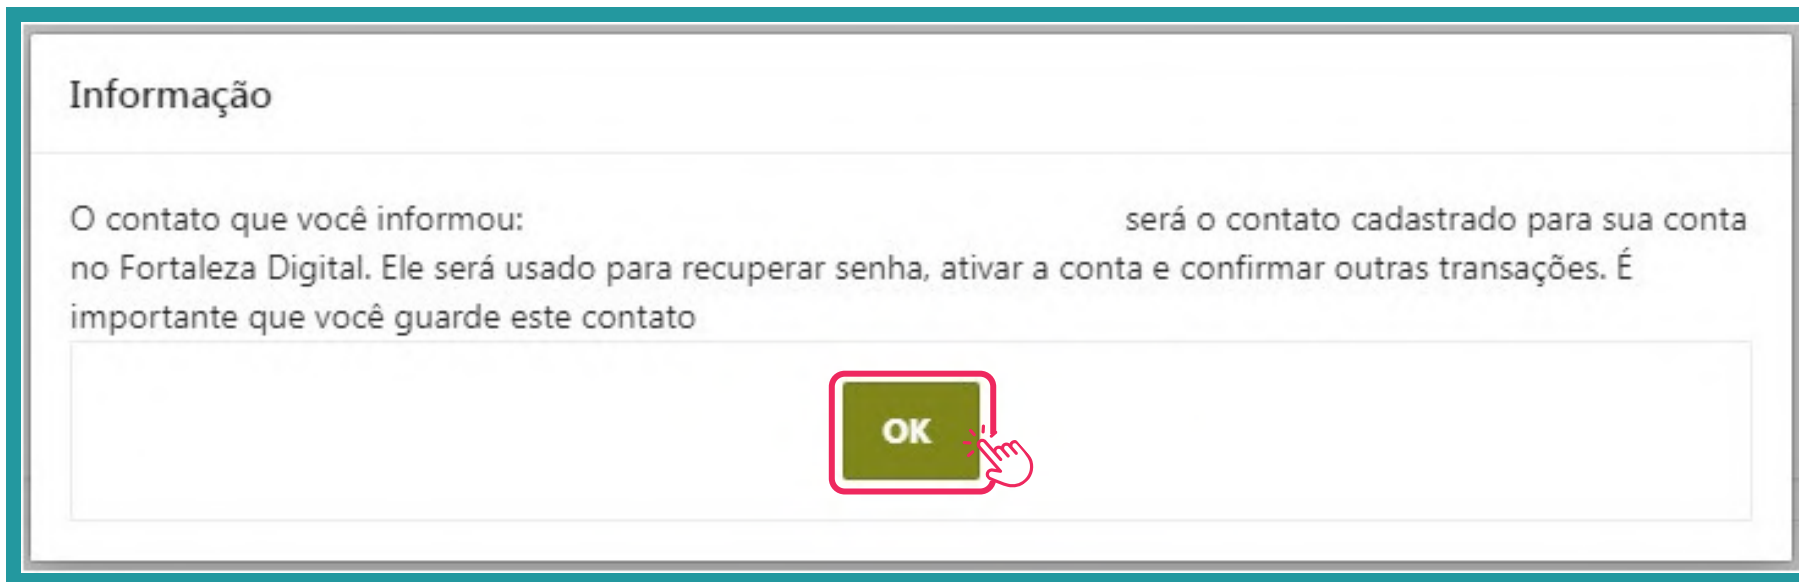 Informação
O contato que você informou: será o contato cadastrado para sua conta
no Fortaleza Digital. Ele será usado para recuperar senha, ativar a conta e confirmar outras transações. É
importante que você guarde este contato
OK